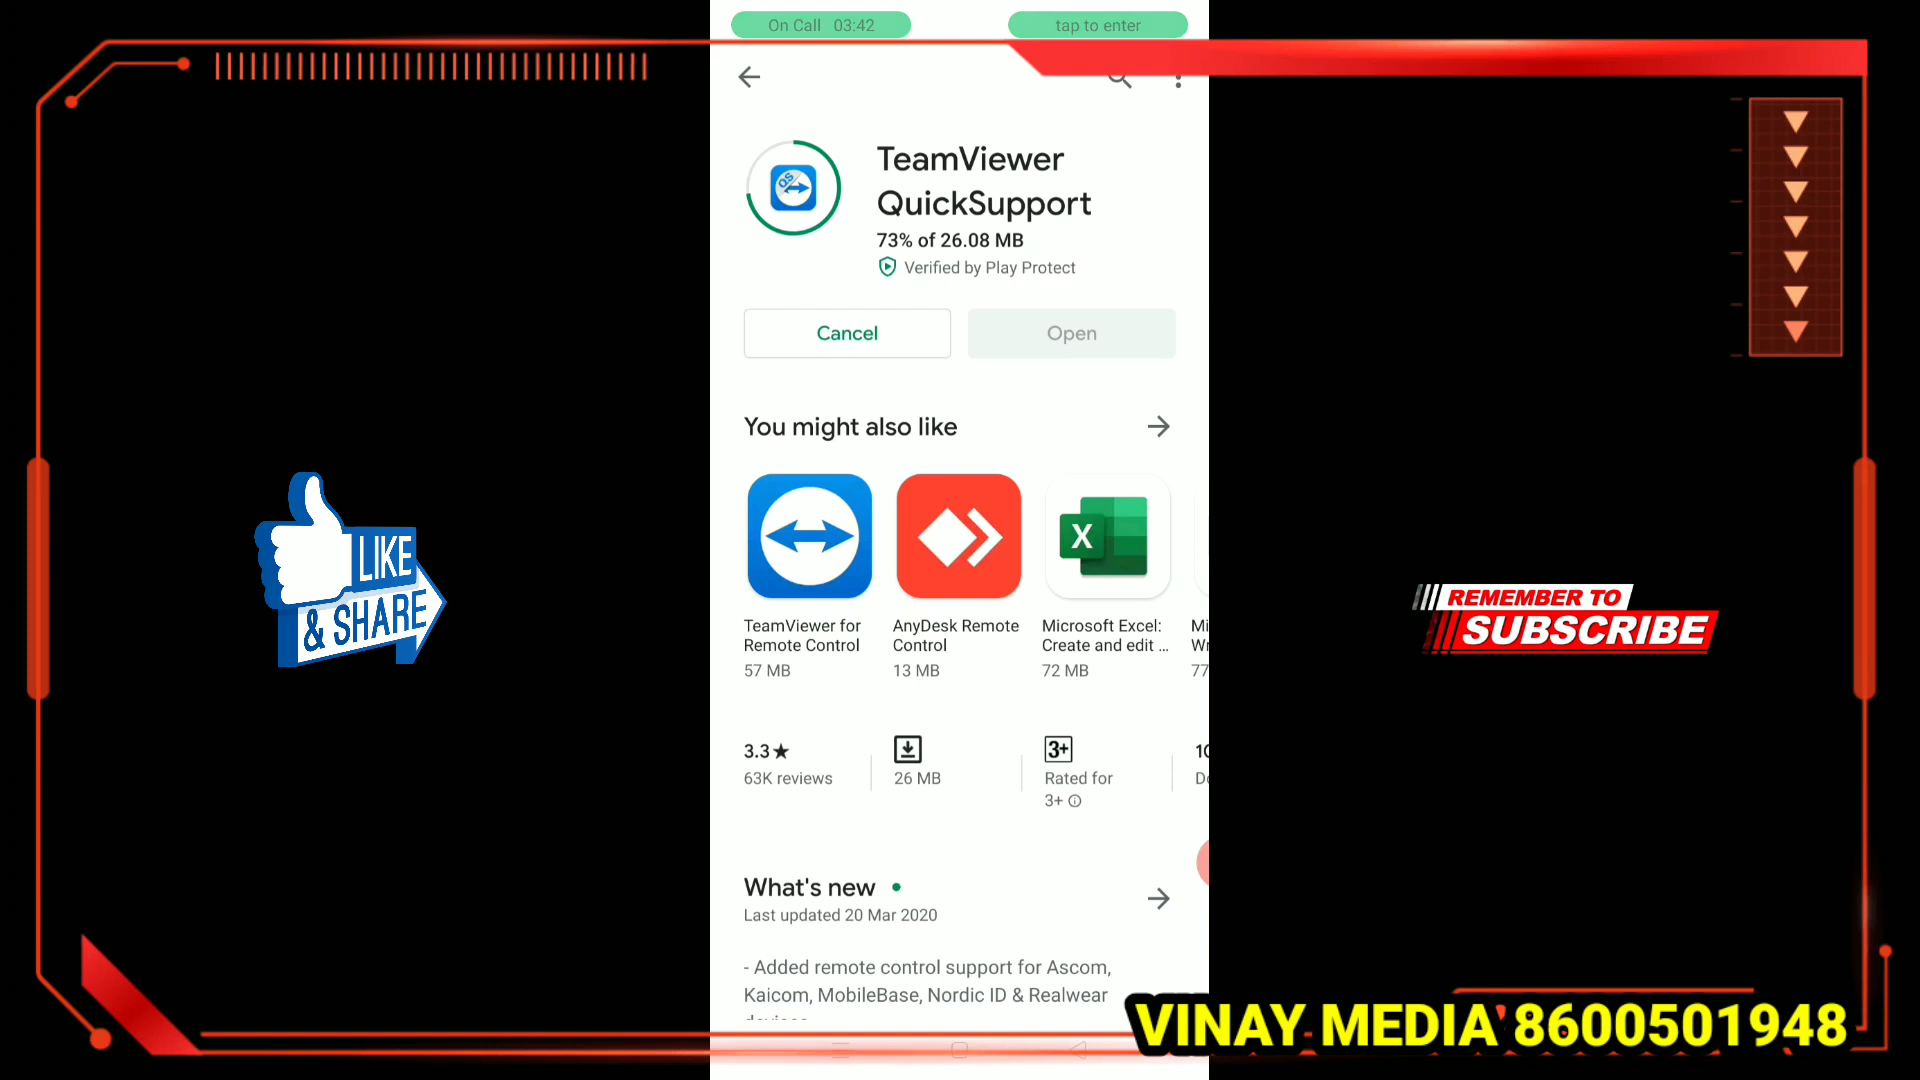 On Call 03:42
tap to enter
TeamViewer
QuickSupport
73% of 26.08 MB
Verified by Play Protect
Cancel
Open
You might also like
TeamViewer for
Remote Control
57 MB
AnyDesk Remote
Control
13 MB
Microsoft Excel:
Create and edit ...
72 MB
3.3★
63K reviews
26 MB
3+
Rated for
3+
What's new
Last updated 20 Mar 2020
- Added remote control support for Ascom,
Kaicom, MobileBase, Nordic ID & Realwear
LIKE
& SHARE
REMEMBER TO
SUBSCRIBE
VINAY MEDIA 8600501948